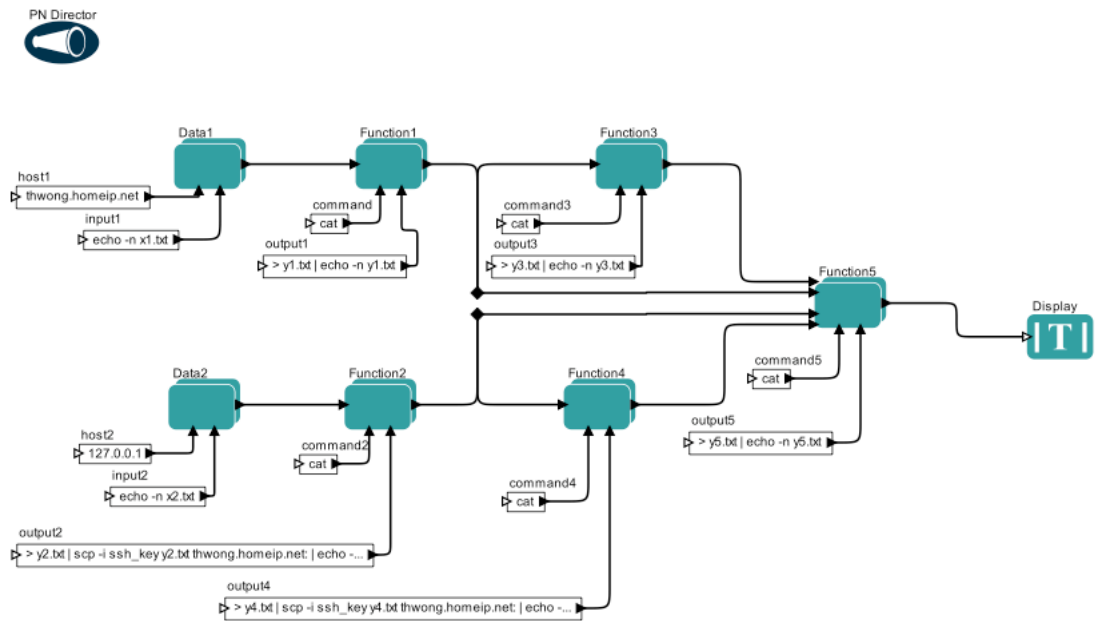 PN Director
Data1
Function1
Function3
host1
thwong.homeip.net
command
cat
command3
cat
input1
echo -n x1.txt
output1
> y1.txt | echo -n y1.txt
output3
> y3.txt | echo -n y3.txt
Function5
Display
T
command5
cat
Data2
Function2
Function4
output5
> y5.txt | echo -n y5.txt
host2
127.0.0.1
command2
cat
input2
echo -n x2.txt
command4
cat
output2
> y2.txt | scp -i ssh_key y2.txt thwong.homeip.net: | echo -...
output4
> y4.txt | scp -i ssh_key y4.txt thwong.homeip.net: | echo -...